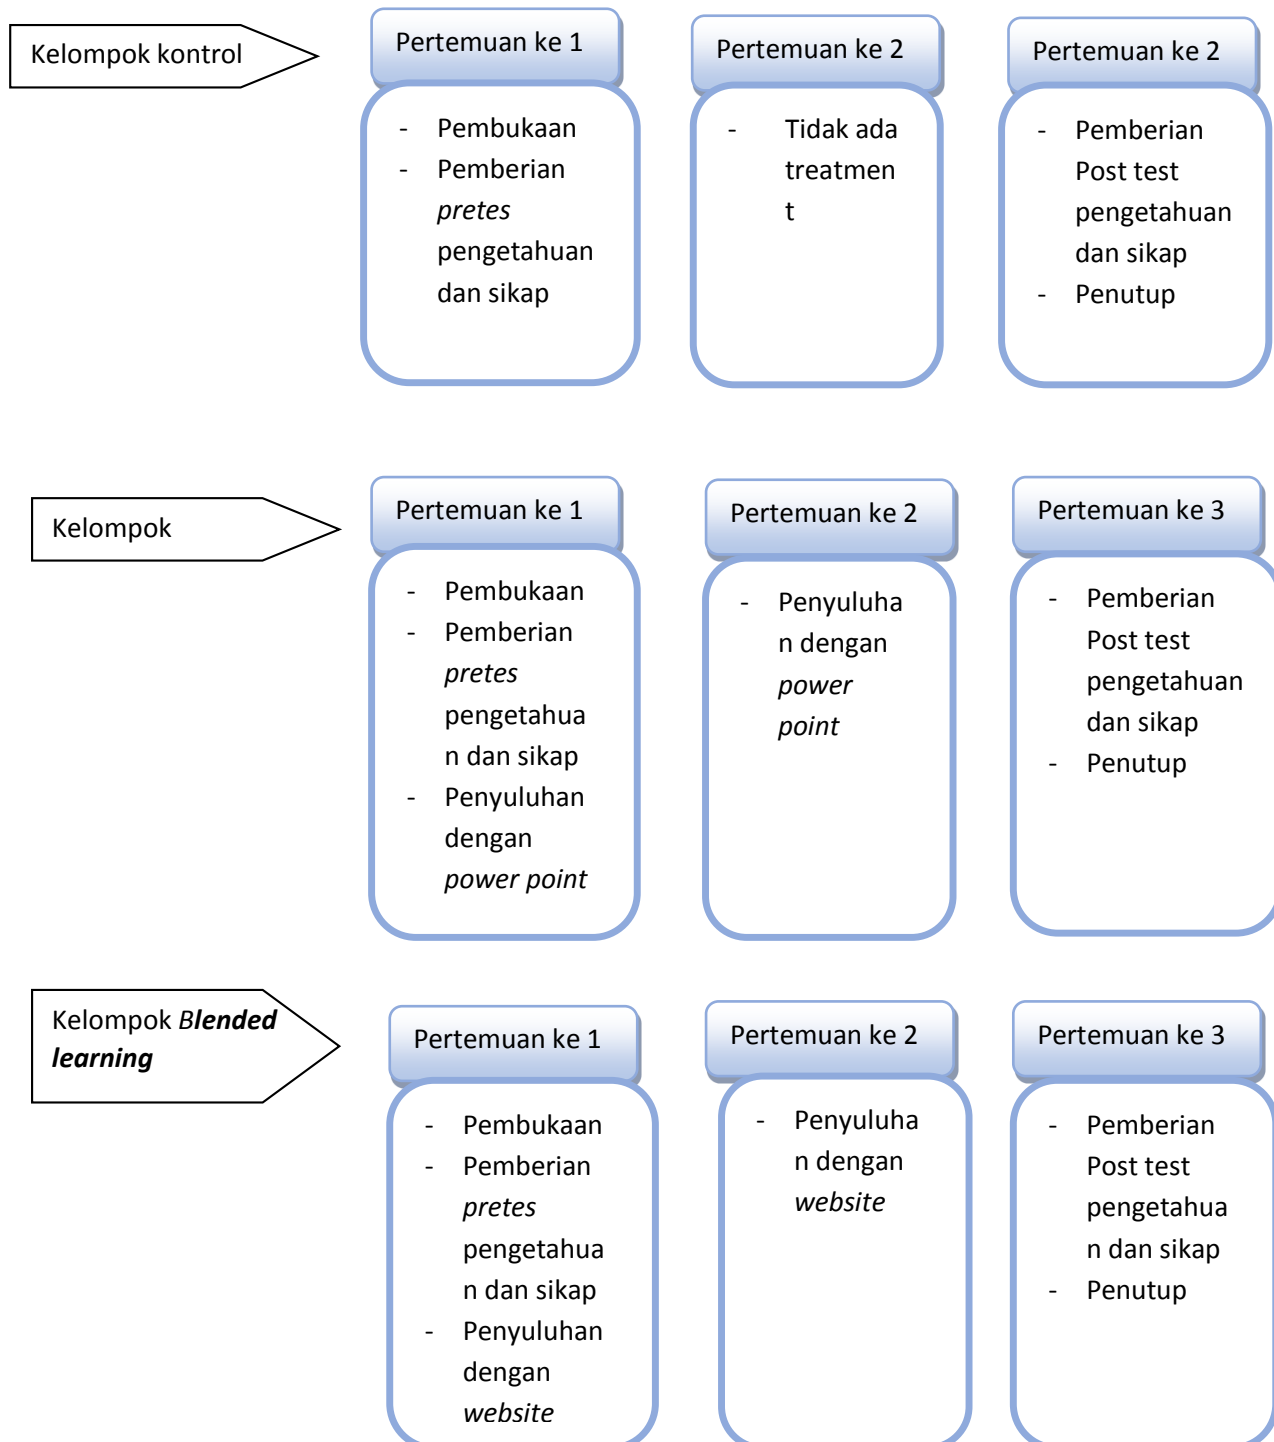 Kelompok kontrol
Pertemuan ke 1
- Pembukaan
- Pemberian
pretes
pengetahuan
dan sikap
Pertemuan ke 2
- Tidak ada
treatmen
t
Pertemuan ke 2
- Pemberian
Post test
pengetahuan
dan sikap
- Penutup
Kelompok
Pertemuan ke 1
- Pembukaan
- Pemberian
pretes
pengetahua
n dan sikap
- Penyuluhan
dengan
power point
Pertemuan ke 2
- Penyuluha
n dengan
power
point
Pertemuan ke 3
- Pemberian
Post test
pengetahuan
dan sikap
- Penutup
Kelompok Blended
learning
Pertemuan ke 1
- Pembukaan
- Pemberian
pretes
pengetahua
n dan sikap
- Penyuluhan
dengan
website
Pertemuan ke 2
- Penyuluha
n dengan
website
Pertemuan ke 3
- Pemberian
Post test
pengetahua
n dan sikap
- Penutup